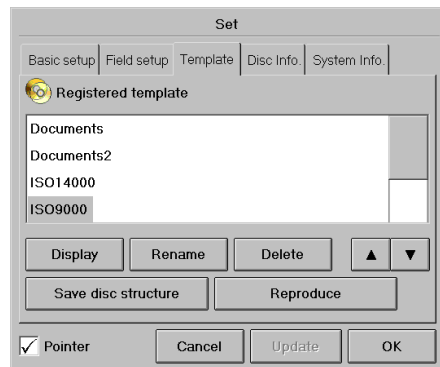 Set
Basic setup Field setup Template Disc Info. System Info.
Registered template
Documents
Documents2
ISO14000
ISO9000
Display Rename Delete ▲ ▼
Save disc structure Reproduce
Pointer Cancel Update OK